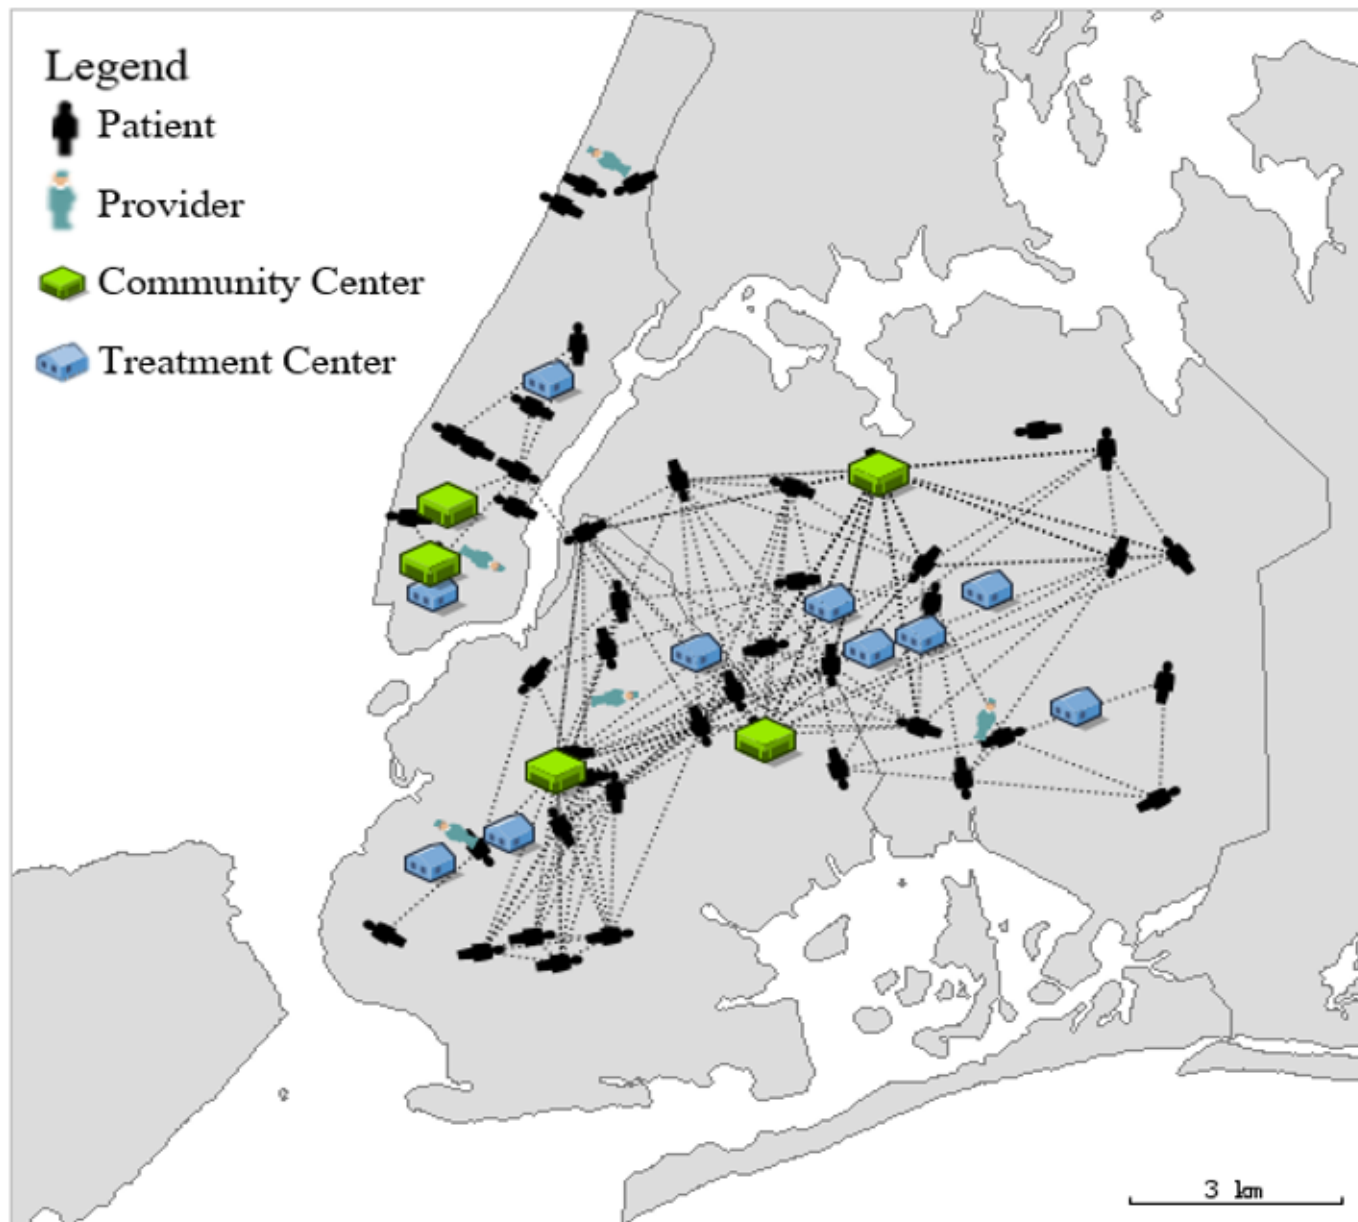 Legend
Patient
Provider
Community Center
Treatment Center
3 km